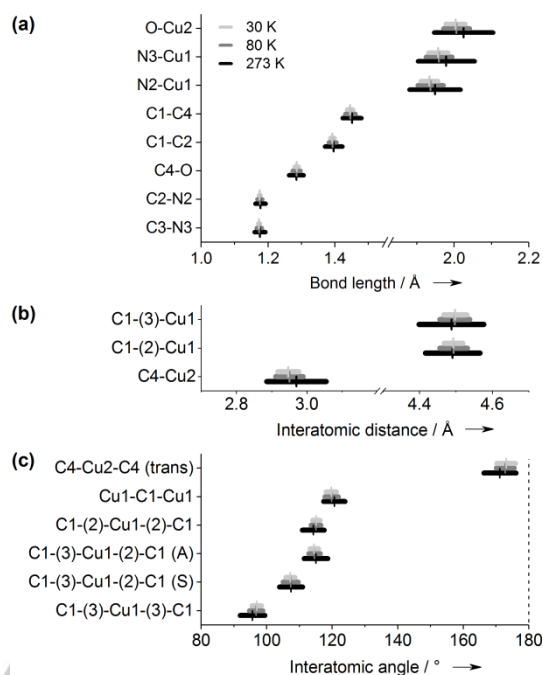 (a)
30 K
80 K
273 K
O-Cu2
N3-Cu1
N2-Cu1
C1-C4
C1-C2
C4-O
C2-N2
C3-N3
1.0 1.2 1.4 2.0 2.2
Bond length / Å
(b)
C1-(3)-Cu1
C1-(2)-Cu1
C4-Cu2
2.8 3.0 4.4 4.6
Interatomic distance / Å
(c)
C4-Cu2-C4 (trans)
Cu1-C1-Cu1
C1-(2)-Cu1-(2)-C1
C1-(3)-Cu1-(2)-C1 (A)
C1-(3)-Cu1-(2)-C1 (S)
C1-(3)-Cu1-(3)-C1
80 100 120 140 160 180
Interatomic angle / °